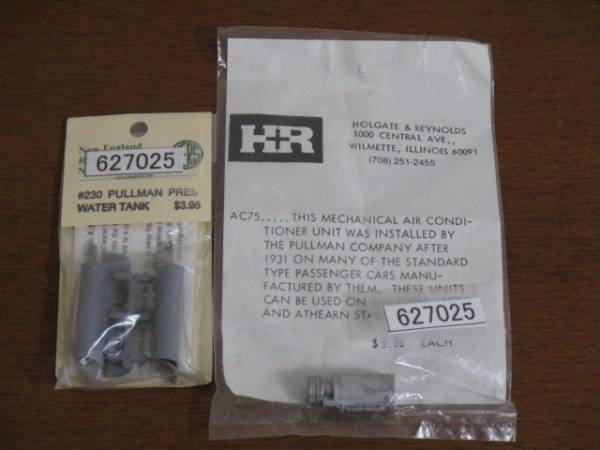 New England
627025
#230 PULLMAN PRES
WATER TANK $3.95
H&R
HOLGATE & REYNOLDS
1000 CENTRAL AVE.,
WILMETTE, ILLINOIS 60091
(708) 251-2455
AC75.....THIS MECHANICAL AIR CONDI-
TIONER UNIT WAS INSTALLED BY
THE PULLMAN COMPANY AFTER
1931 ON MANY OF THE STANDARD
TYPE PASSENGER CARS MANU-
FACTURED BY THEM. THESE UNITS
CAN BE USED ON
AND ATHEARN STA
627025
$ EACH